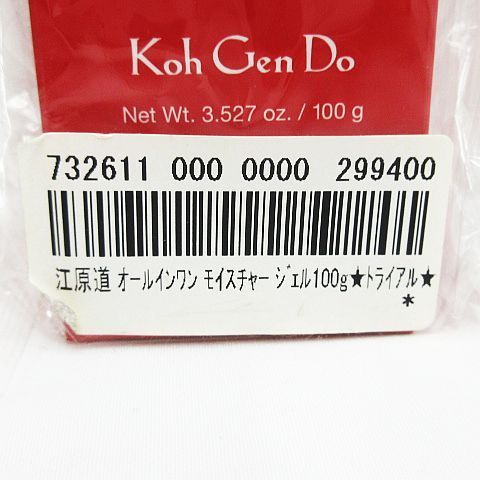 Koh Gen Do
Net Wt. 3.527 oz. / 100 g
732611 000 0000 299400
江原道 ｵｰﾙｲﾝﾜﾝ ﾓｲｽﾁｬｰ ｼﾞｪﾙ100g★ﾄﾗｲｱﾙ★
*